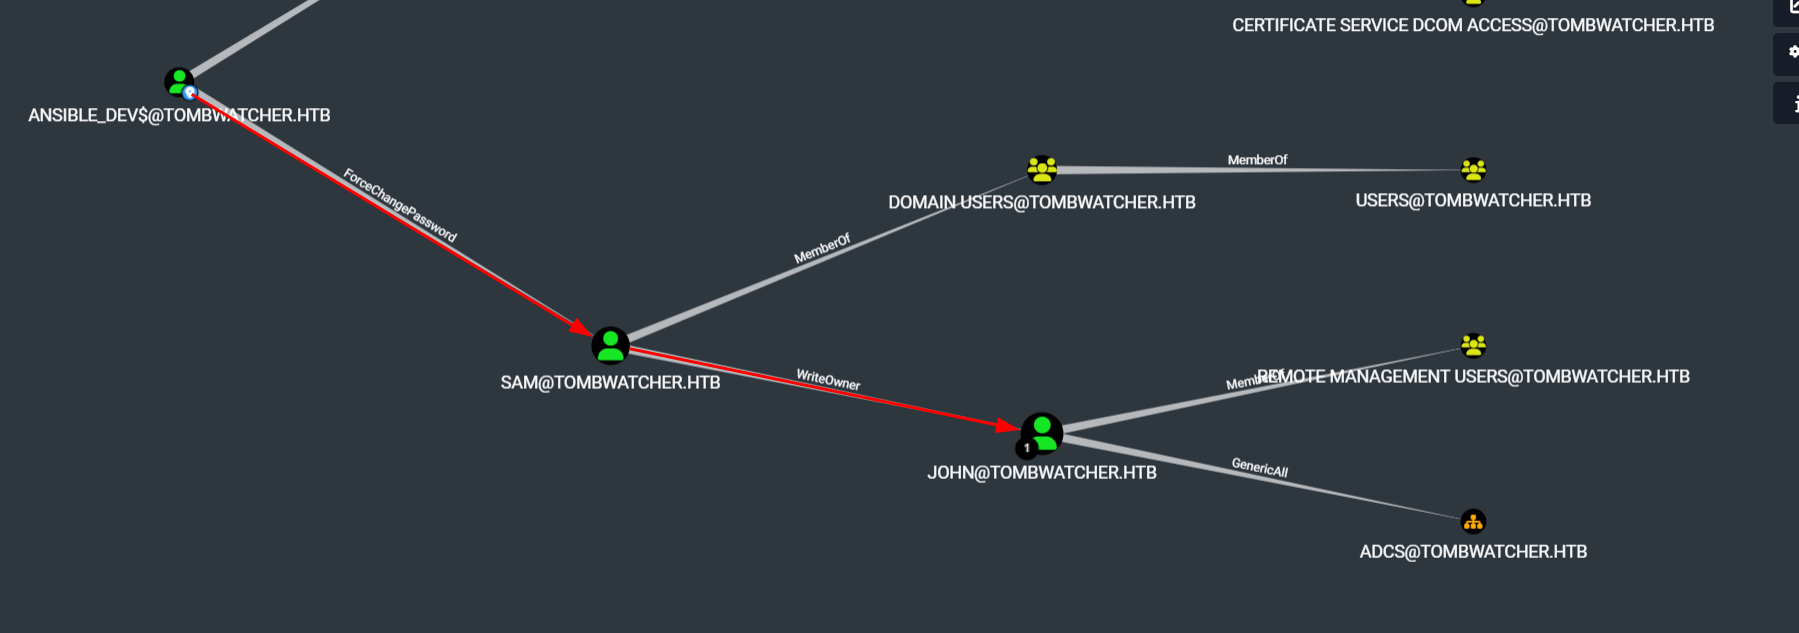 CERTIFICATE SERVICE DCOM ACCESS@TOMBWATCHER.HTB
ANSIBLE_DEV$@TOMBWATCHER.HTB
ForceChangePassword
MemberOf
DOMAIN USERS@TOMBWATCHER.HTB
USERS@TOMBWATCHER.HTB
MemberOf
SAM@TOMBWATCHER.HTB
WriteOwner
REMOTE MANAGEMENT USERS@TOMBWATCHER.HTB
1
JOHN@TOMBWATCHER.HTB
GenericAll
ADCS@TOMBWATCHER.HTB